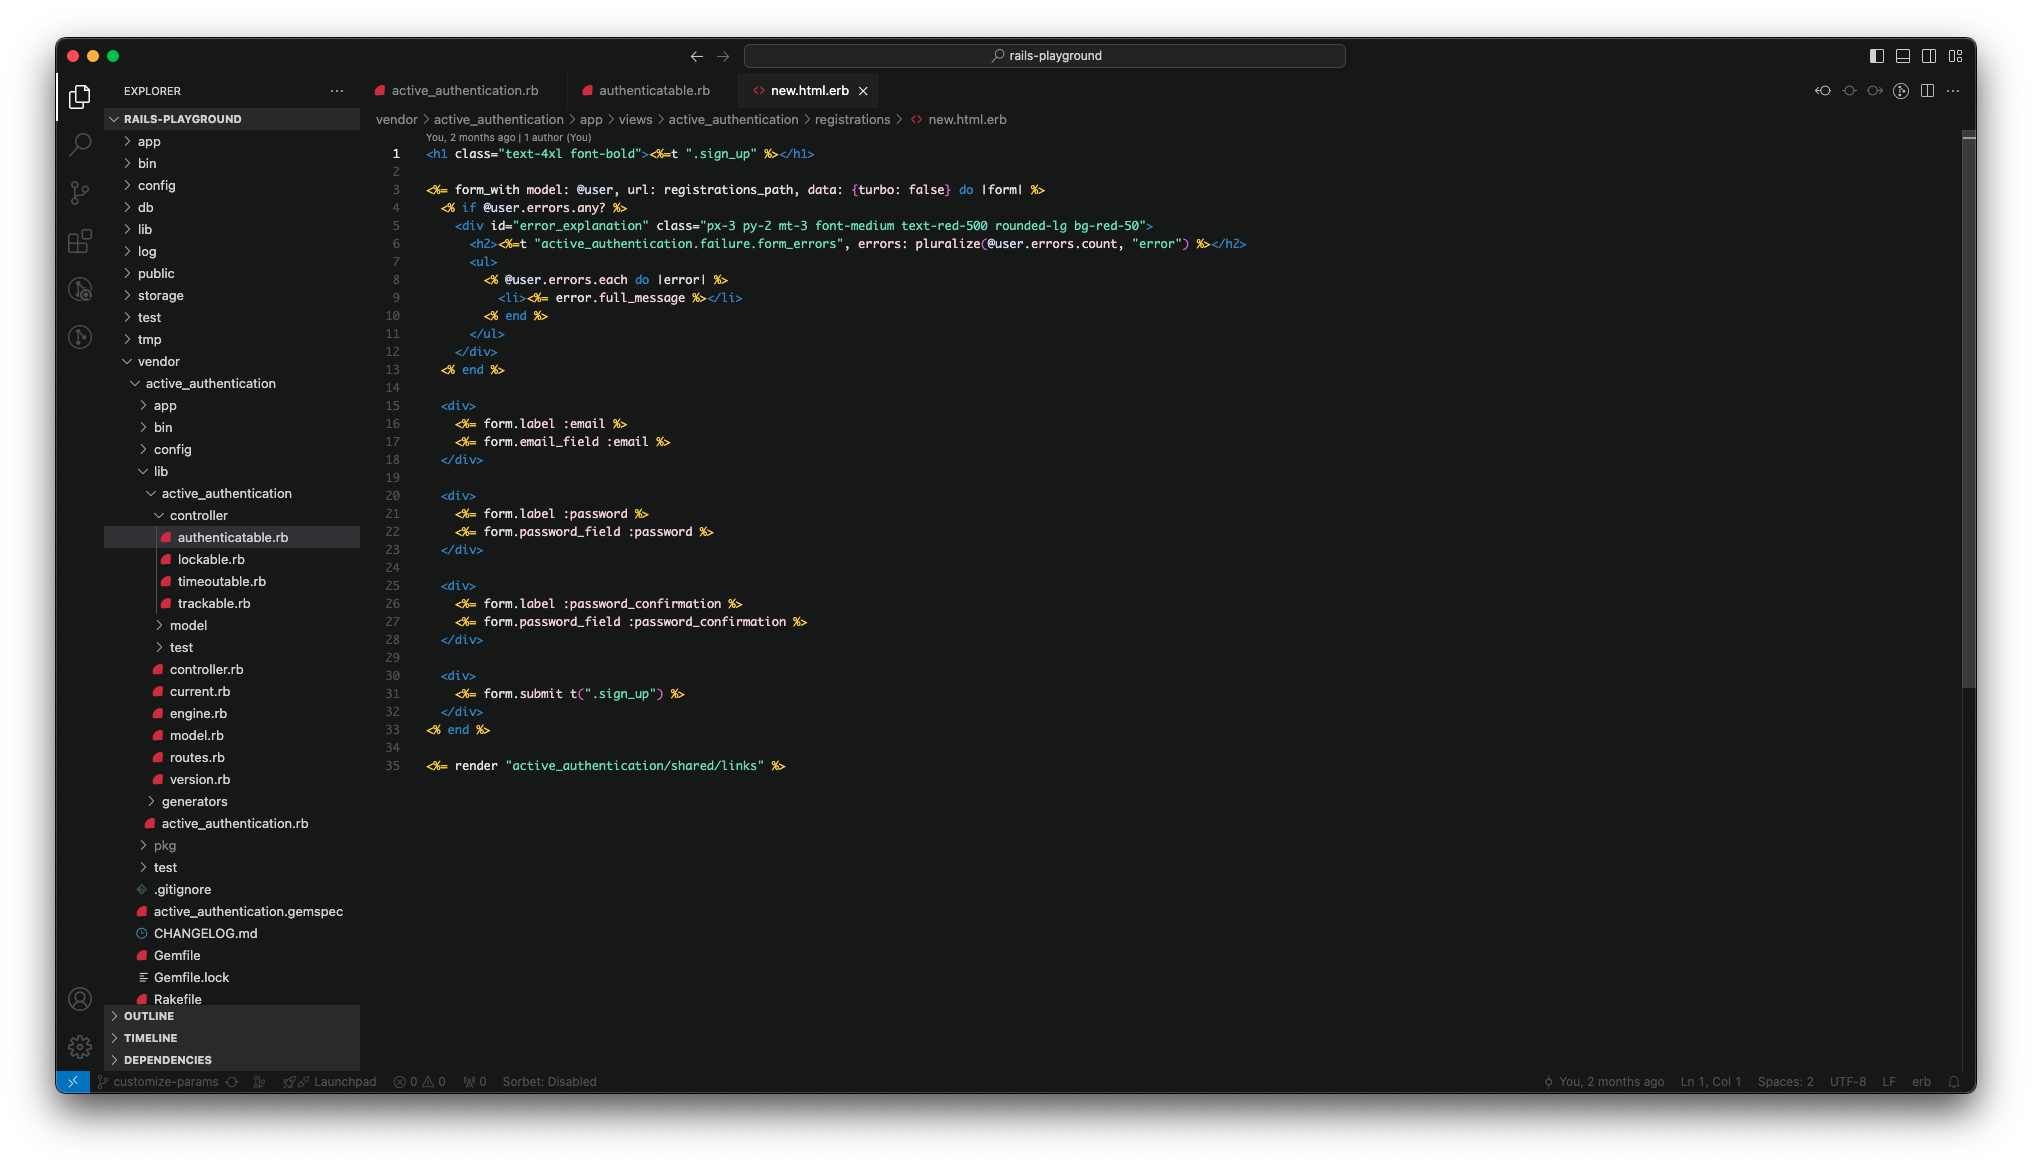 rails-playground
EXPLORER
RAILS-PLAYGROUND
app
bin
config
db
lib
log
public
storage
test
tmp
vendor
active_authentication
app
bin
config
lib
active_authentication
controller
authenticatable.rb
lockable.rb
timeoutable.rb
trackable.rb
model
test
controller.rb
current.rb
engine.rb
model.rb
routes.rb
version.rb
generators
active_authentication.rb
pkg
test
.gitignore
active_authentication.gemspec
CHANGELOG.md
Gemfile
Gemfile.lock
Rakefile
OUTLINE
TIMELINE
DEPENDENCIES
active_authentication.rb authenticatable.rb new.html.erb
vendor > active_authentication > app > views > active_authentication > registrations > new.html.erb
You, 2 months ago | 1 author (You)
1 <h1 class="text-4xl font-bold"><%=t ".sign_up" %></h1>
2
3 <%= form_with model: @user, url: registrations_path, data: {turbo: false} do |form| %>
4   <% if @user.errors.any? %>
5     <div id="error_explanation" class="px-3 py-2 mt-3 font-medium text-red-500 rounded-lg bg-red-50">
6       <h2><%=t "active_authentication.failure.form_errors", errors: pluralize(@user.errors.count, "error") %></h2>
7       <ul>
8         <% @user.errors.each do |error| %>
9           <li><%= error.full_message %></li>
10         <% end %>
11       </ul>
12     </div>
13   <% end %>
14
15   <div>
16     <%= form.label :email %>
17     <%= form.email_field :email %>
18   </div>
19
20   <div>
21     <%= form.label :password %>
22     <%= form.password_field :password %>
23   </div>
24
25   <div>
26     <%= form.label :password_confirmation %>
27     <%= form.password_field :password_confirmation %>
28   </div>
29
30   <div>
31     <%= form.submit t(".sign_up") %>
32   </div>
33 <% end %>
34
35 <%= render "active_authentication/shared/links" %>
customize-params Launchpad 0 0 0 Sorbet: Disabled You, 2 months ago Ln 1, Col 1 Spaces: 2 UTF-8 LF erb